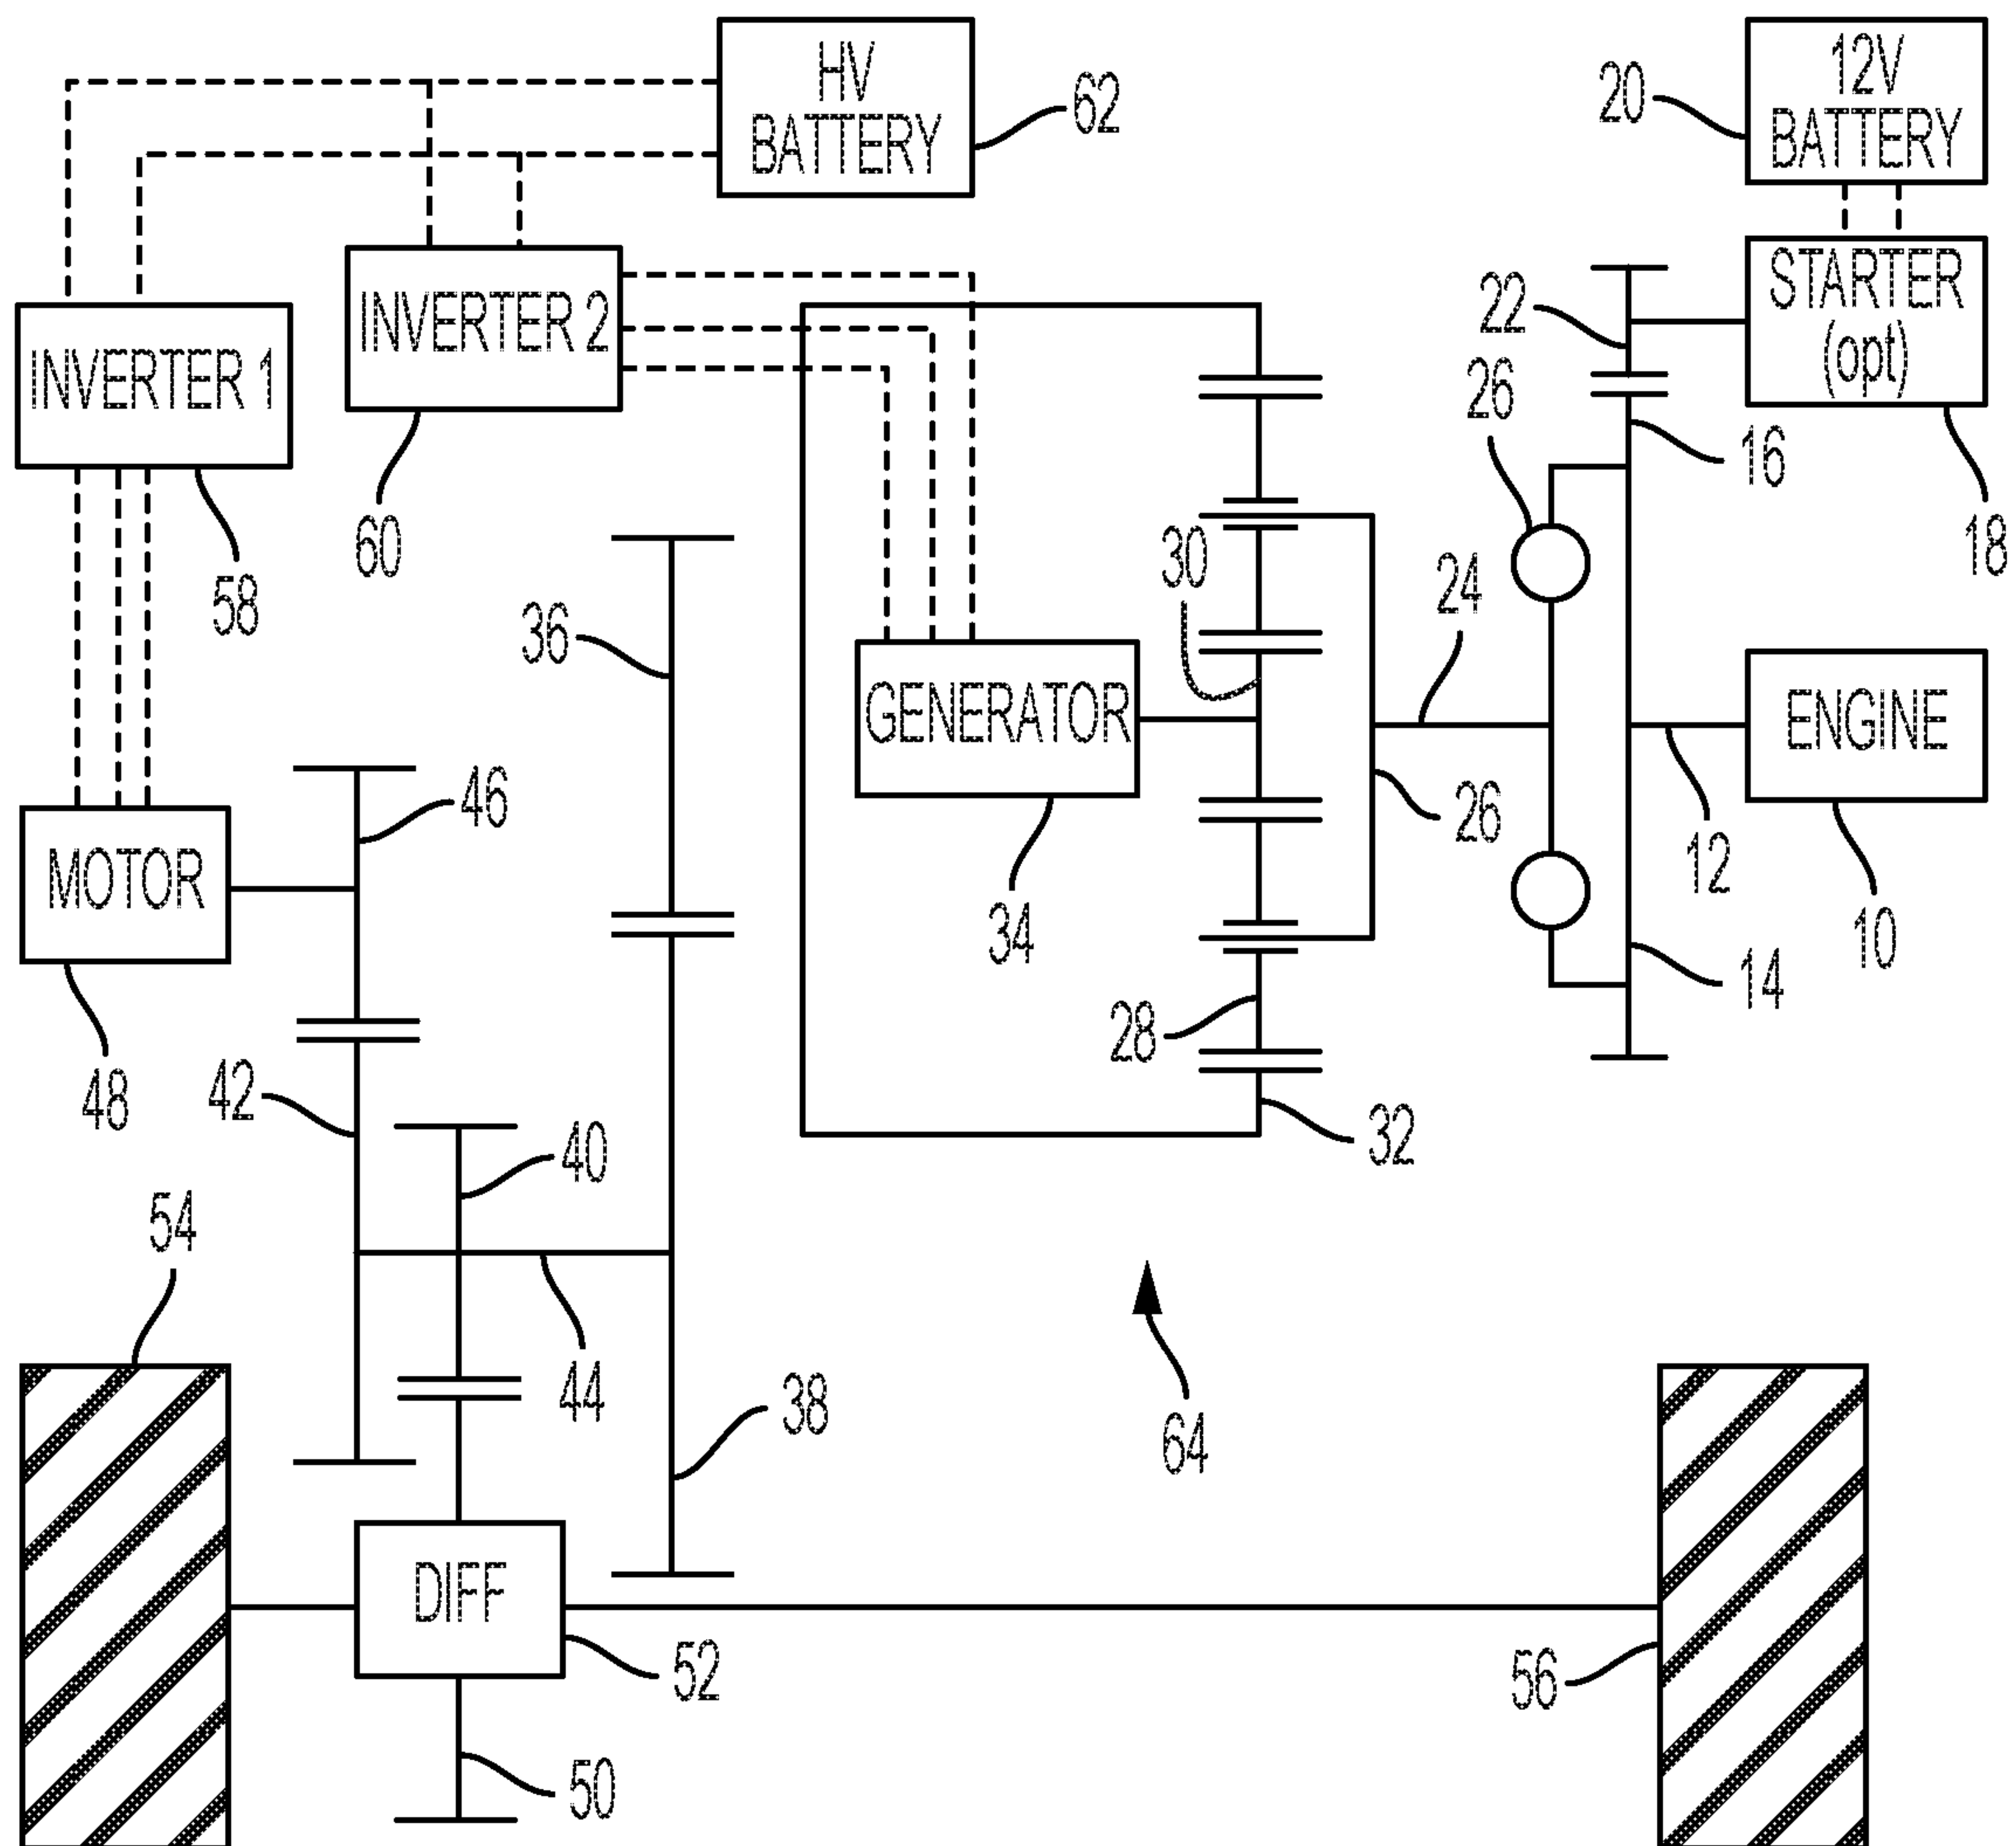 HV
BATTERY
62
20
12V
BATTERY
STARTER
(opt)
22
26
16
18
INVERTER 1
58
INVERTER 2
60
36
30
24
GENERATOR
34
ENGINE
26
12
10
14
46
MOTOR
48
42
40
28
32
54
44
38
64
DIFF
52
50
56